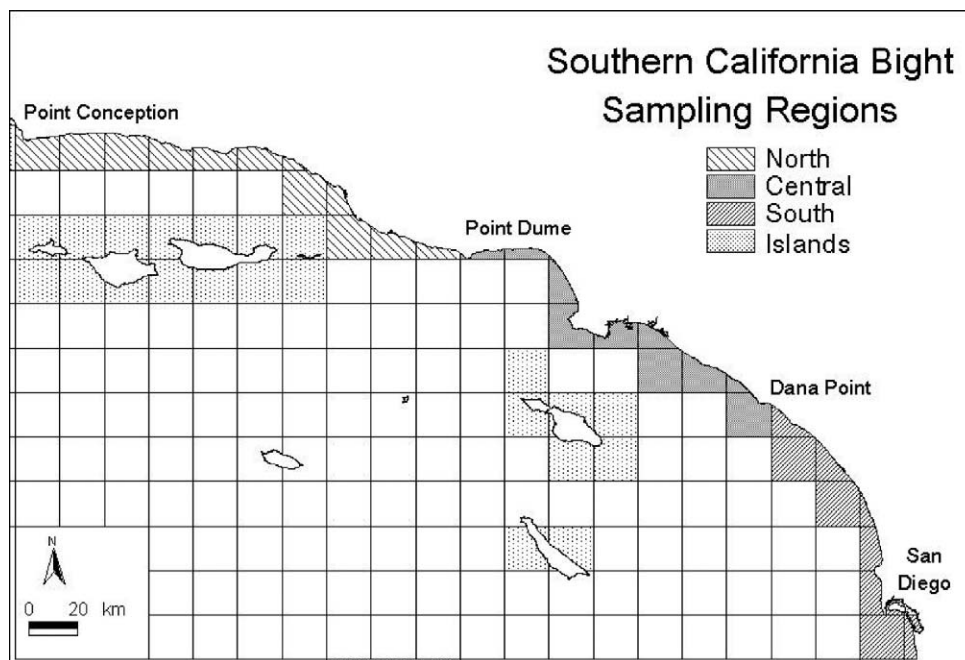 Southern California Bight
Sampling Regions
Point Conception
North
Central
South
Islands
Point Dume
Dana Point
San
Diego
N
0 20 km